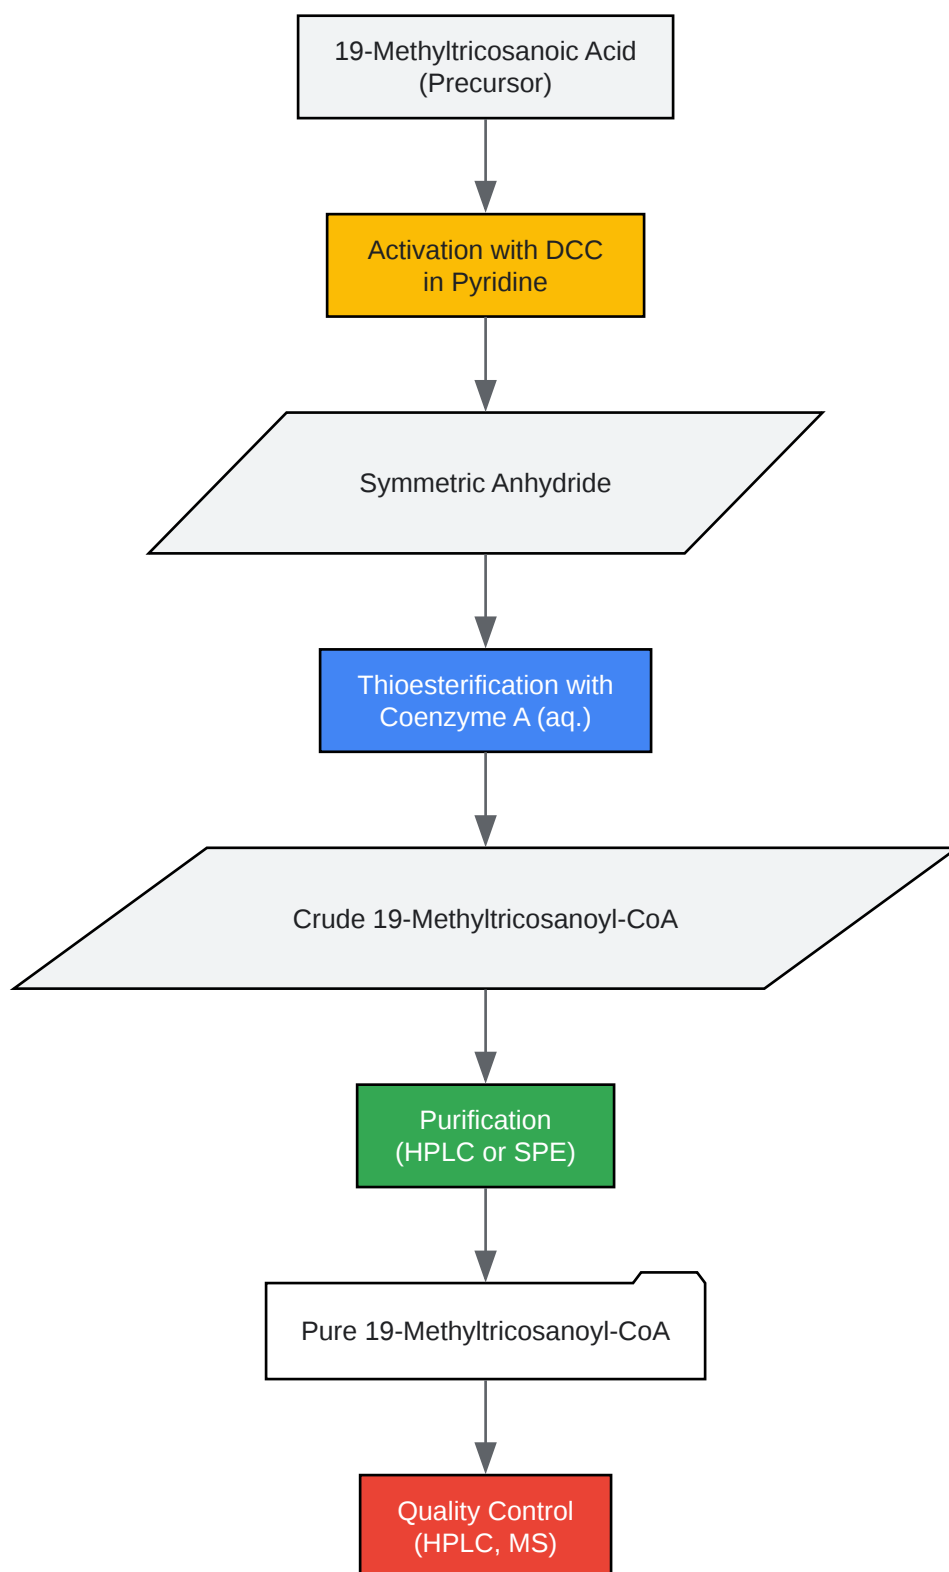 19-Methyltricosanoic Acid
(Precursor)
Activation with DCC
in Pyridine
Symmetric Anhydride
Thioesterification with
Coenzyme A (aq.)
Crude 19-Methyltricosanoyl-CoA
Purification
(HPLC or SPE)
Pure 19-Methyltricosanoyl-CoA
Quality Control
(HPLC, MS)